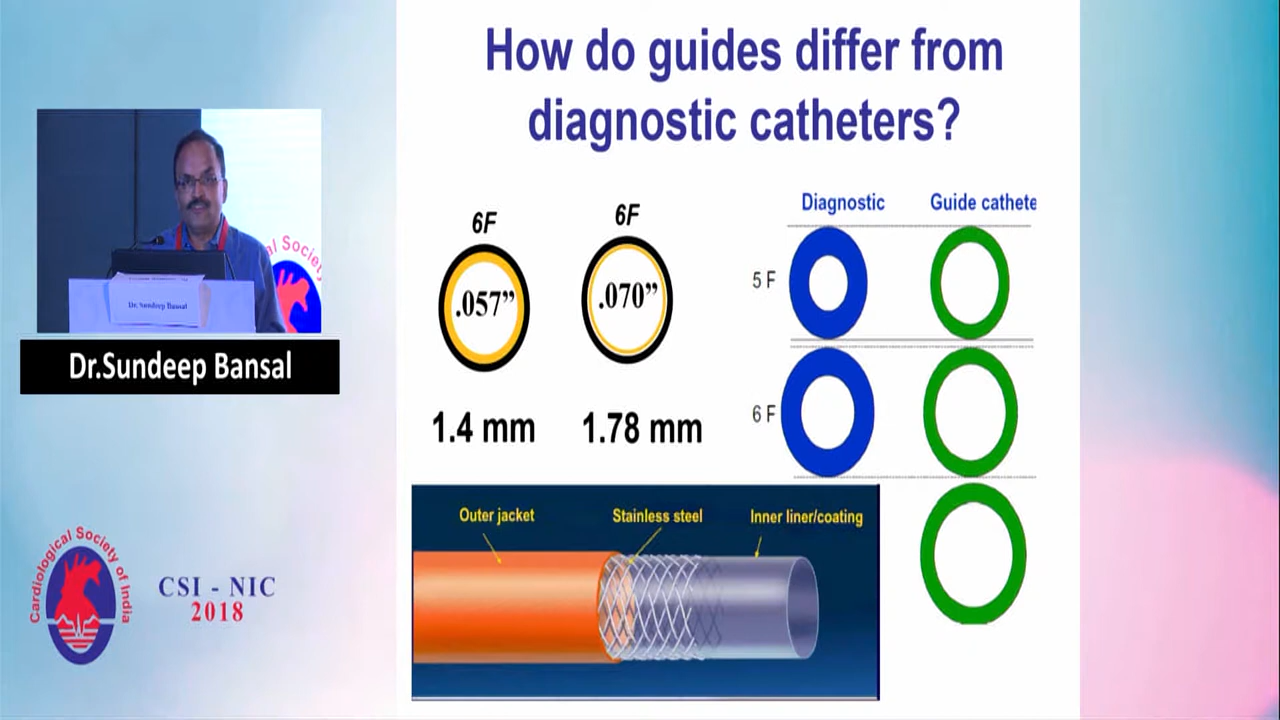 How do guides differ from
diagnostic catheters?
6F
6F
.057”
.070”
1.4 mm
1.78 mm
Diagnostic
Guide cathete
5 F
6 F
Outer jacket
Stainless steel
Inner liner/coating
al Society
Dr. Sundeep Bansal
Dr.Sundeep Bansal
Cardiological Society of India
CSI - NIC
2018